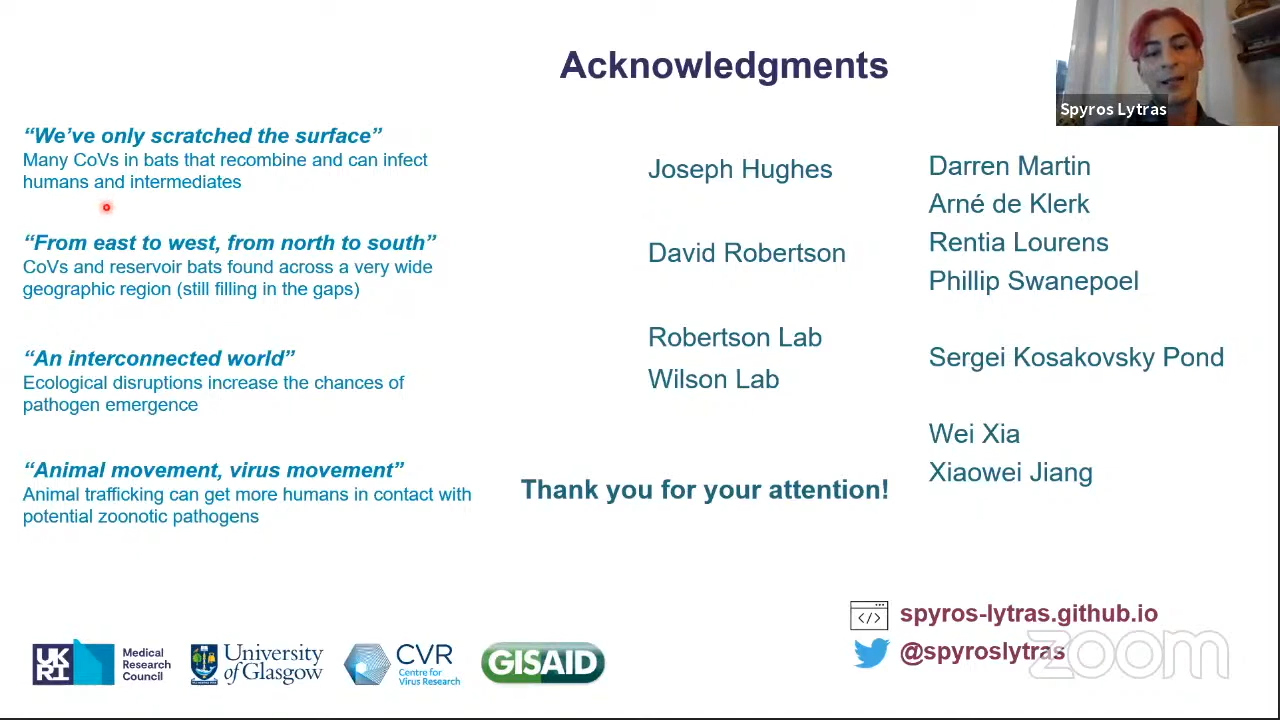 Acknowledgments
Spyros Lytras
“We’ve only scratched the surface”
Many CoVs in bats that recombine and can infect
humans and intermediates
“From east to west, from north to south”
CoVs and reservoir bats found across a very wide
geographic region (still filling in the gaps)
“An interconnected world”
Ecological disruptions increase the chances of
pathogen emergence
“Animal movement, virus movement”
Animal trafficking can get more humans in contact with
potential zoonotic pathogens
Joseph Hughes
David Robertson
Robertson Lab
Wilson Lab
Thank you for your attention!
Darren Martin
Arné de Klerk
Rentia Lourens
Phillip Swanepoel
Sergei Kosakovsky Pond
Wei Xia
Xiaowei Jiang
</> spyros-lytras.github.io
@spyroslytras
UK
RI
Medical
Research
Council
University
of Glasgow
CVR
Centre for
Virus Research
GISAID
zoom